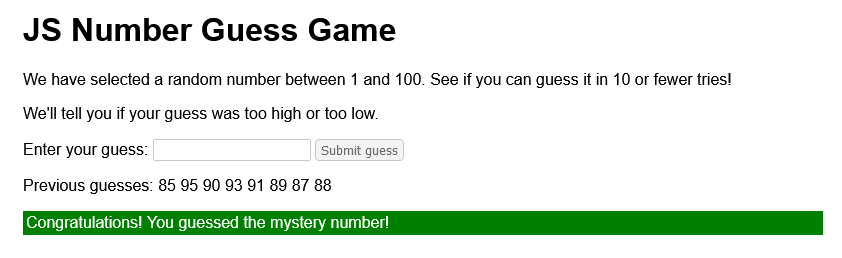 JS Number Guess Game
We have selected a random number between 1 and 100. See if you can guess it in 10 or fewer tries!
We'll tell you if your guess was too high or too low.
Enter your guess: Submit guess
Previous guesses: 85 95 90 93 91 89 87 88
Congratulations! You guessed the mystery number!